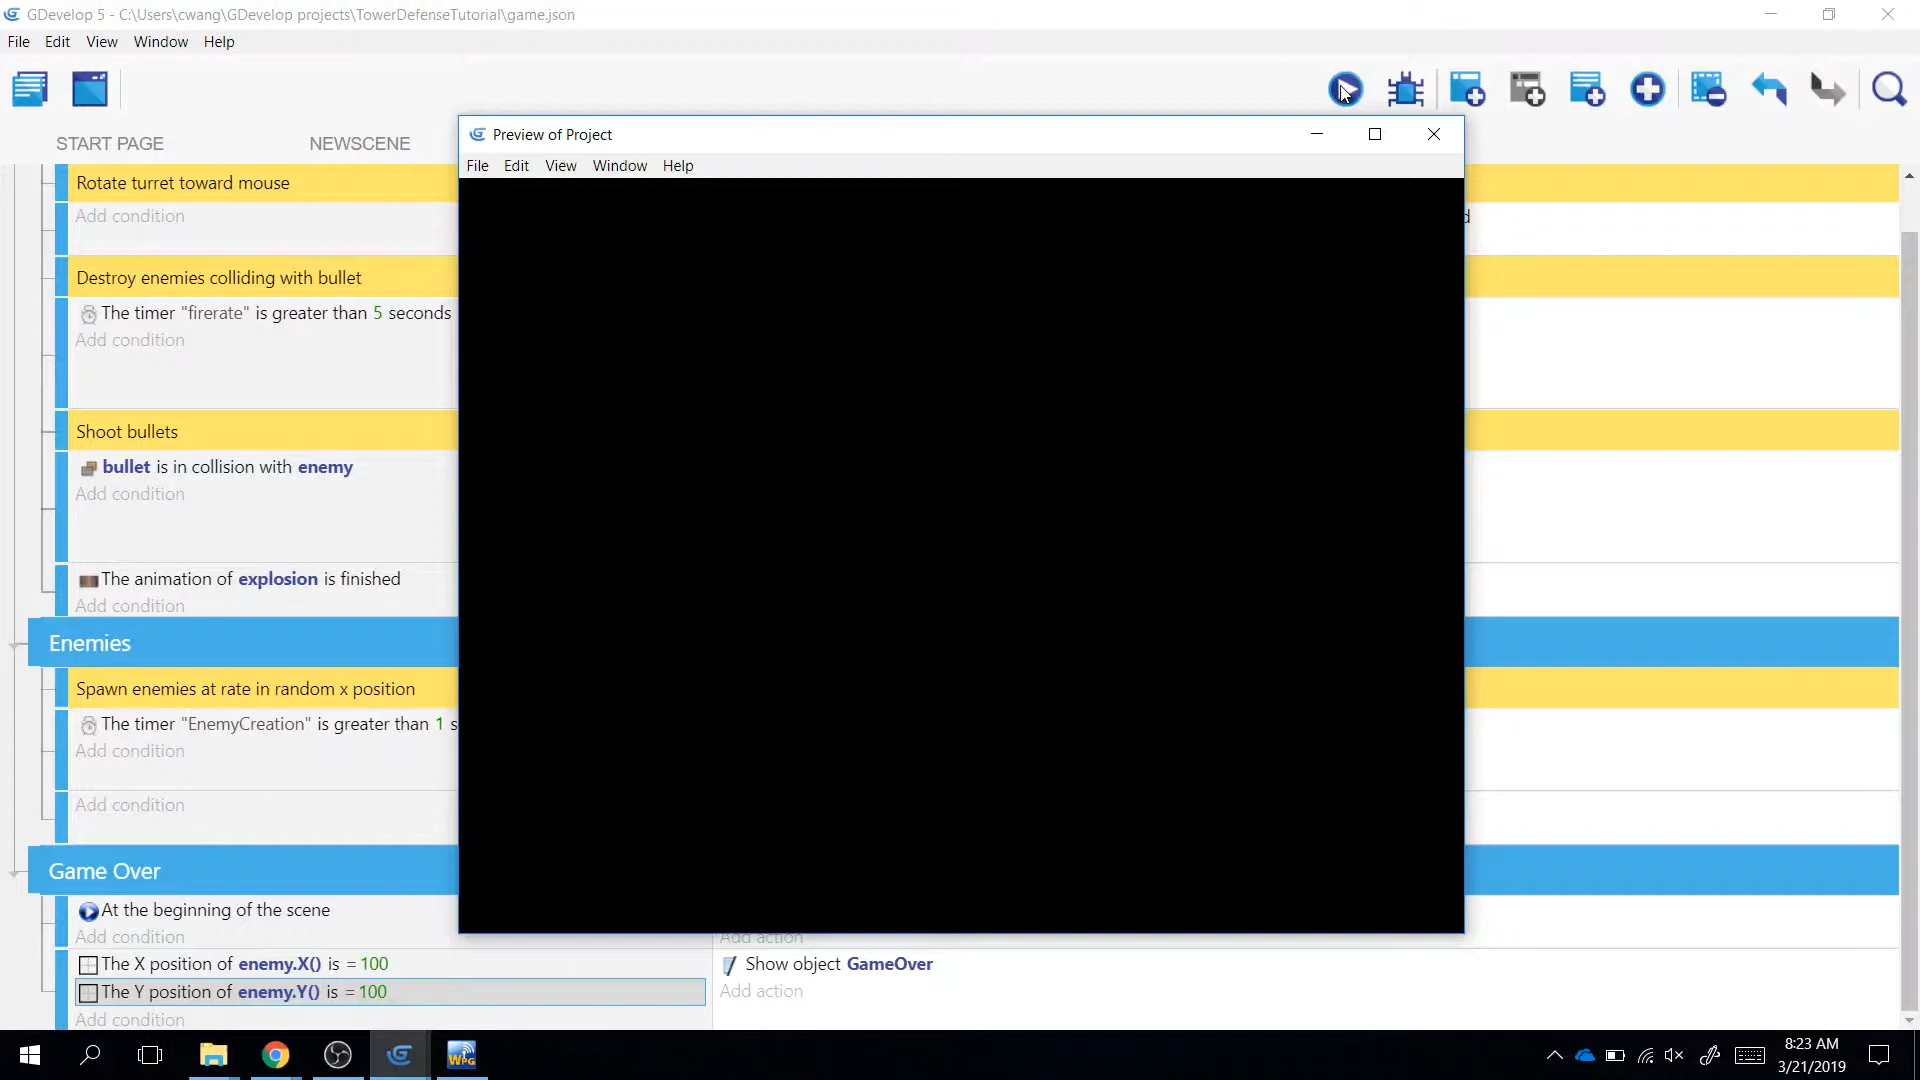 GDevelop 5 - C:\Users\cwang\GDevelop projects\TowerDefenseTutorial\game.json
File Edit View Window Help
START PAGE NEWSCENE
Preview of Project
File Edit View Window Help
Rotate turret toward mouse
Add condition
d
Destroy enemies colliding with bullet
The timer "firerate" is greater than 5 seconds
Add condition
Shoot bullets
bullet is in collision with enemy
Add condition
The animation of explosion is finished
Add condition
Enemies
Spawn enemies at rate in random x position
The timer "EnemyCreation" is greater than 1 s
Add condition
Add condition
Game Over
At the beginning of the scene
Add condition Add action
The X position of enemy.X() is = 100 Show object GameOver
The Y position of enemy.Y() is = 100 Add action
Add condition
WPG
8:23 AM
3/21/2019